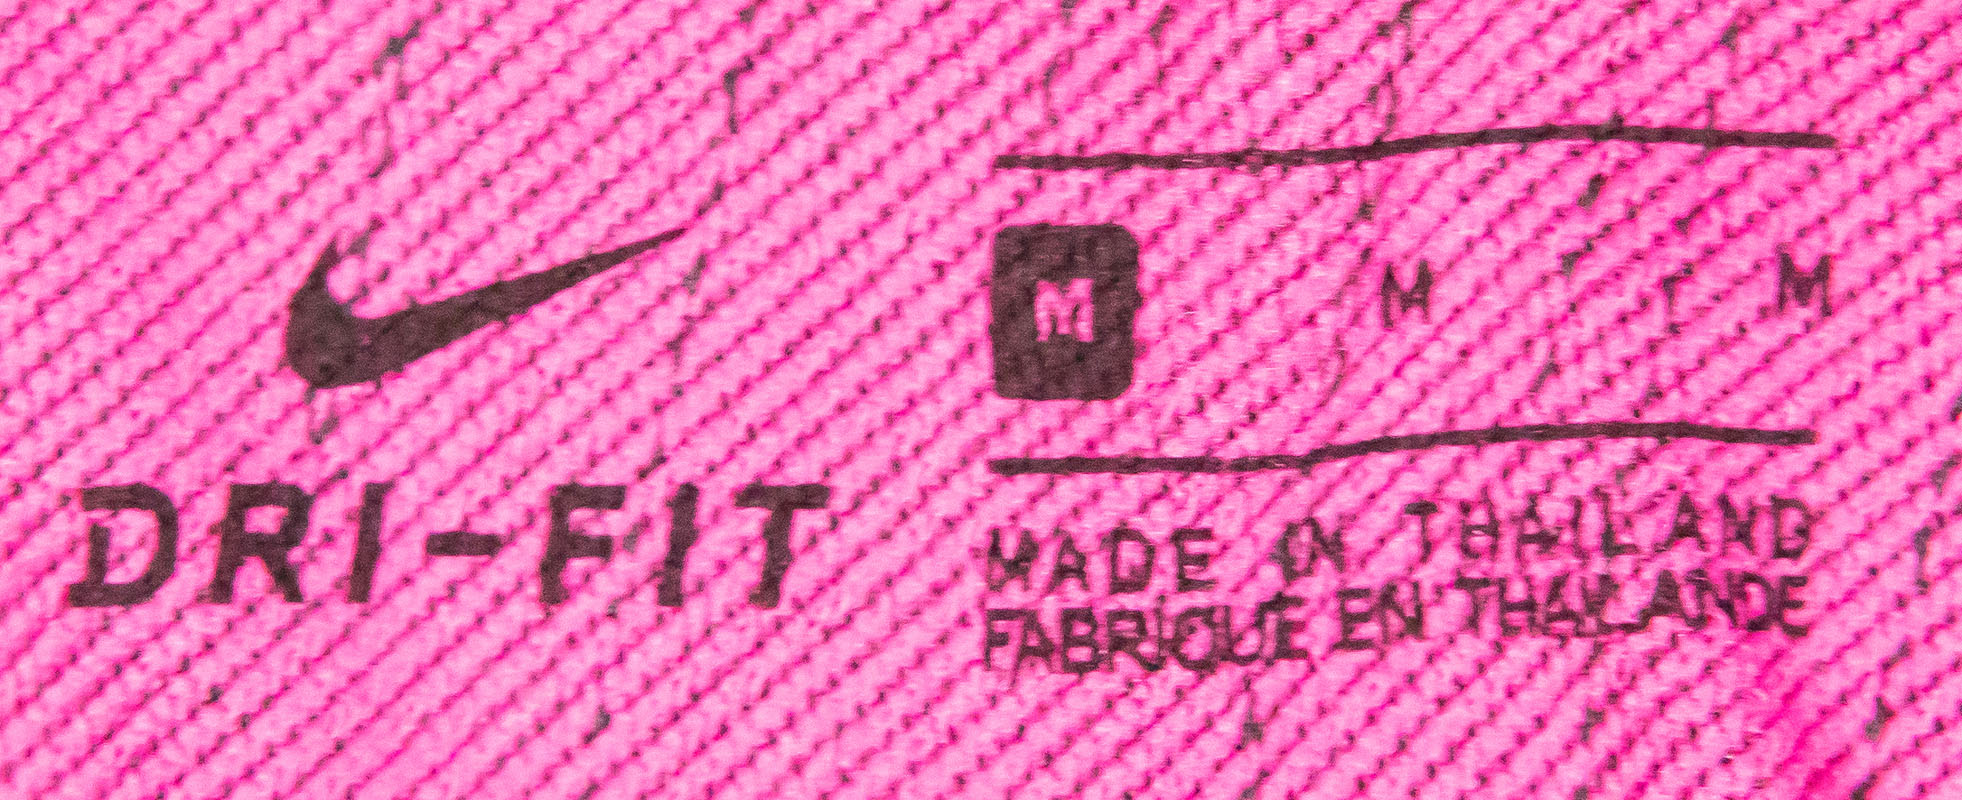 DRI-FIT
M M M
MADE IN THAILAND
FABRIQUE EN THAILANDE